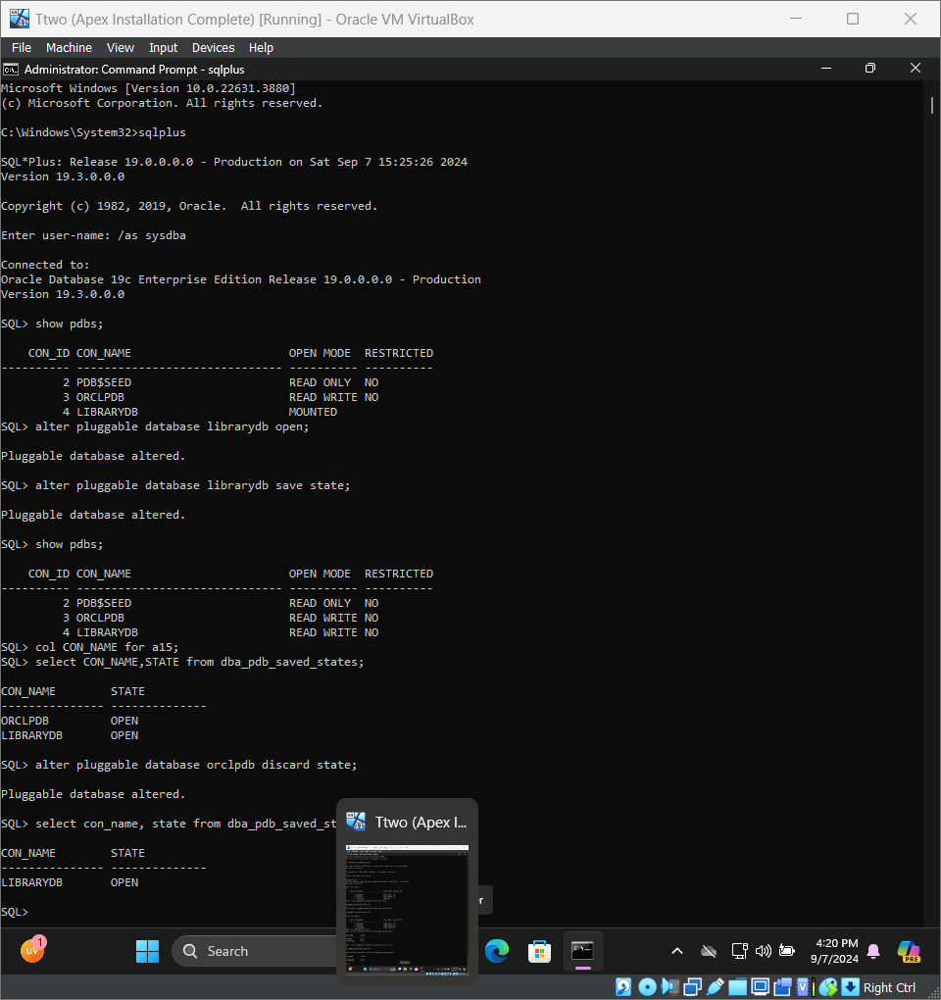 Ttwo (Apex Installation Complete) [Running] - Oracle VM VirtualBox
File Machine View Input Devices Help
Administrator: Command Prompt - sqlplus
Microsoft Windows [Version 10.0.22631.3880]
(c) Microsoft Corporation. All rights reserved.
C:\Windows\System32>sqlplus
SQL*Plus: Release 19.0.0.0.0 - Production on Sat Sep 7 15:25:26 2024
Version 19.3.0.0.0
Copyright (c) 1982, 2019, Oracle.  All rights reserved.
Enter user-name: /as sysdba
Connected to:
Oracle Database 19c Enterprise Edition Release 19.0.0.0.0 - Production
Version 19.3.0.0.0
SQL> show pdbs;
    CON_ID CON_NAME                       OPEN MODE  RESTRICTED
---------- ------------------------------ ---------- ----------
         2 PDB$SEED                       READ ONLY  NO
         3 ORCLPDB                        READ WRITE NO
         4 LIBRARYDB                      MOUNTED
SQL> alter pluggable database librarydb open;
Pluggable database altered.
SQL> alter pluggable database librarydb save state;
Pluggable database altered.
SQL> show pdbs;
    CON_ID CON_NAME                       OPEN MODE  RESTRICTED
---------- ------------------------------ ---------- ----------
         2 PDB$SEED                       READ ONLY  NO
         3 ORCLPDB                        READ WRITE NO
         4 LIBRARYDB                      READ WRITE NO
SQL> col CON_NAME for a15;
SQL> select CON_NAME,STATE from dba_pdb_saved_states;
CON_NAME        STATE
--------------- --------------
ORCLPDB         OPEN
LIBRARYDB       OPEN
SQL> alter pluggable database orclpdb discard state;
Pluggable database altered.
SQL> select con_name, state from dba_pdb_saved_st
CON_NAME        STATE
--------------- --------------
LIBRARYDB       OPEN
SQL>
Ttwo (Apex I...
er
UV 1
Search
4:20 PM
9/7/2024
PRE
Right Ctrl